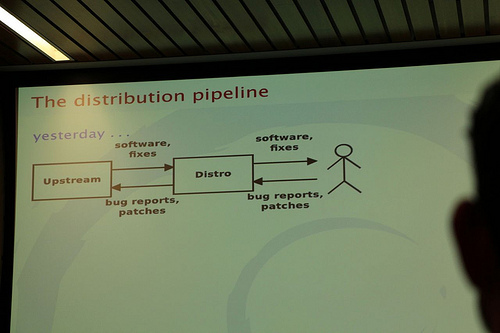 The distribution pipeline
yesterday . . .
software,
fixes
software,
fixes
Upstream
Distro
bug reports,
patches
bug reports,
patches